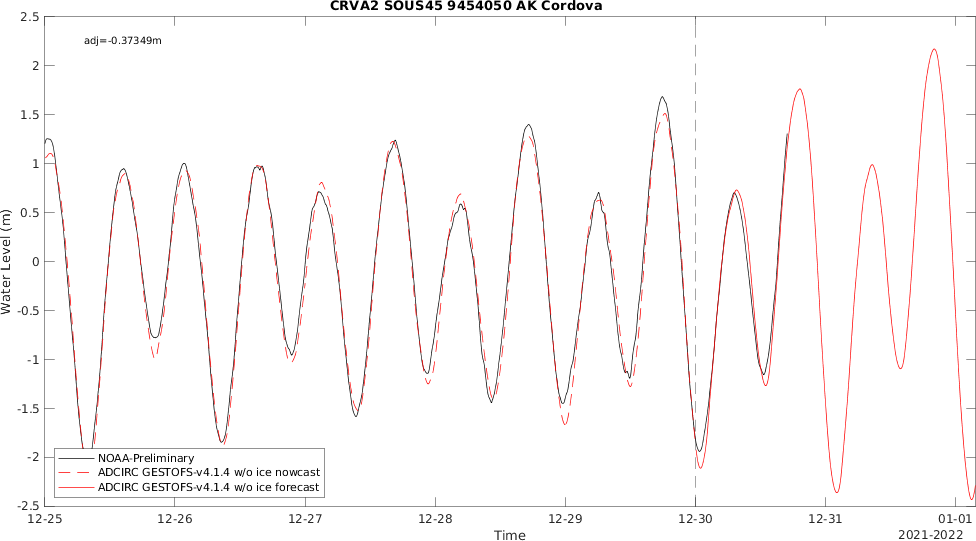 CRVA2 SOUS45 9454050 AK Cordova
adj=-0.37349m
2.5
2
1.5
1
0.5
0
-0.5
-1
-1.5
-2
-2.5
Water Level (m)
NOAA-Preliminary
ADCIRC GESTOFS-v4.1.4 w/o ice nowcast
ADCIRC GESTOFS-v4.1.4 w/o ice forecast
12-25 12-26 12-27 12-28 12-29 12-30 12-31 01-01
Time
2021-2022